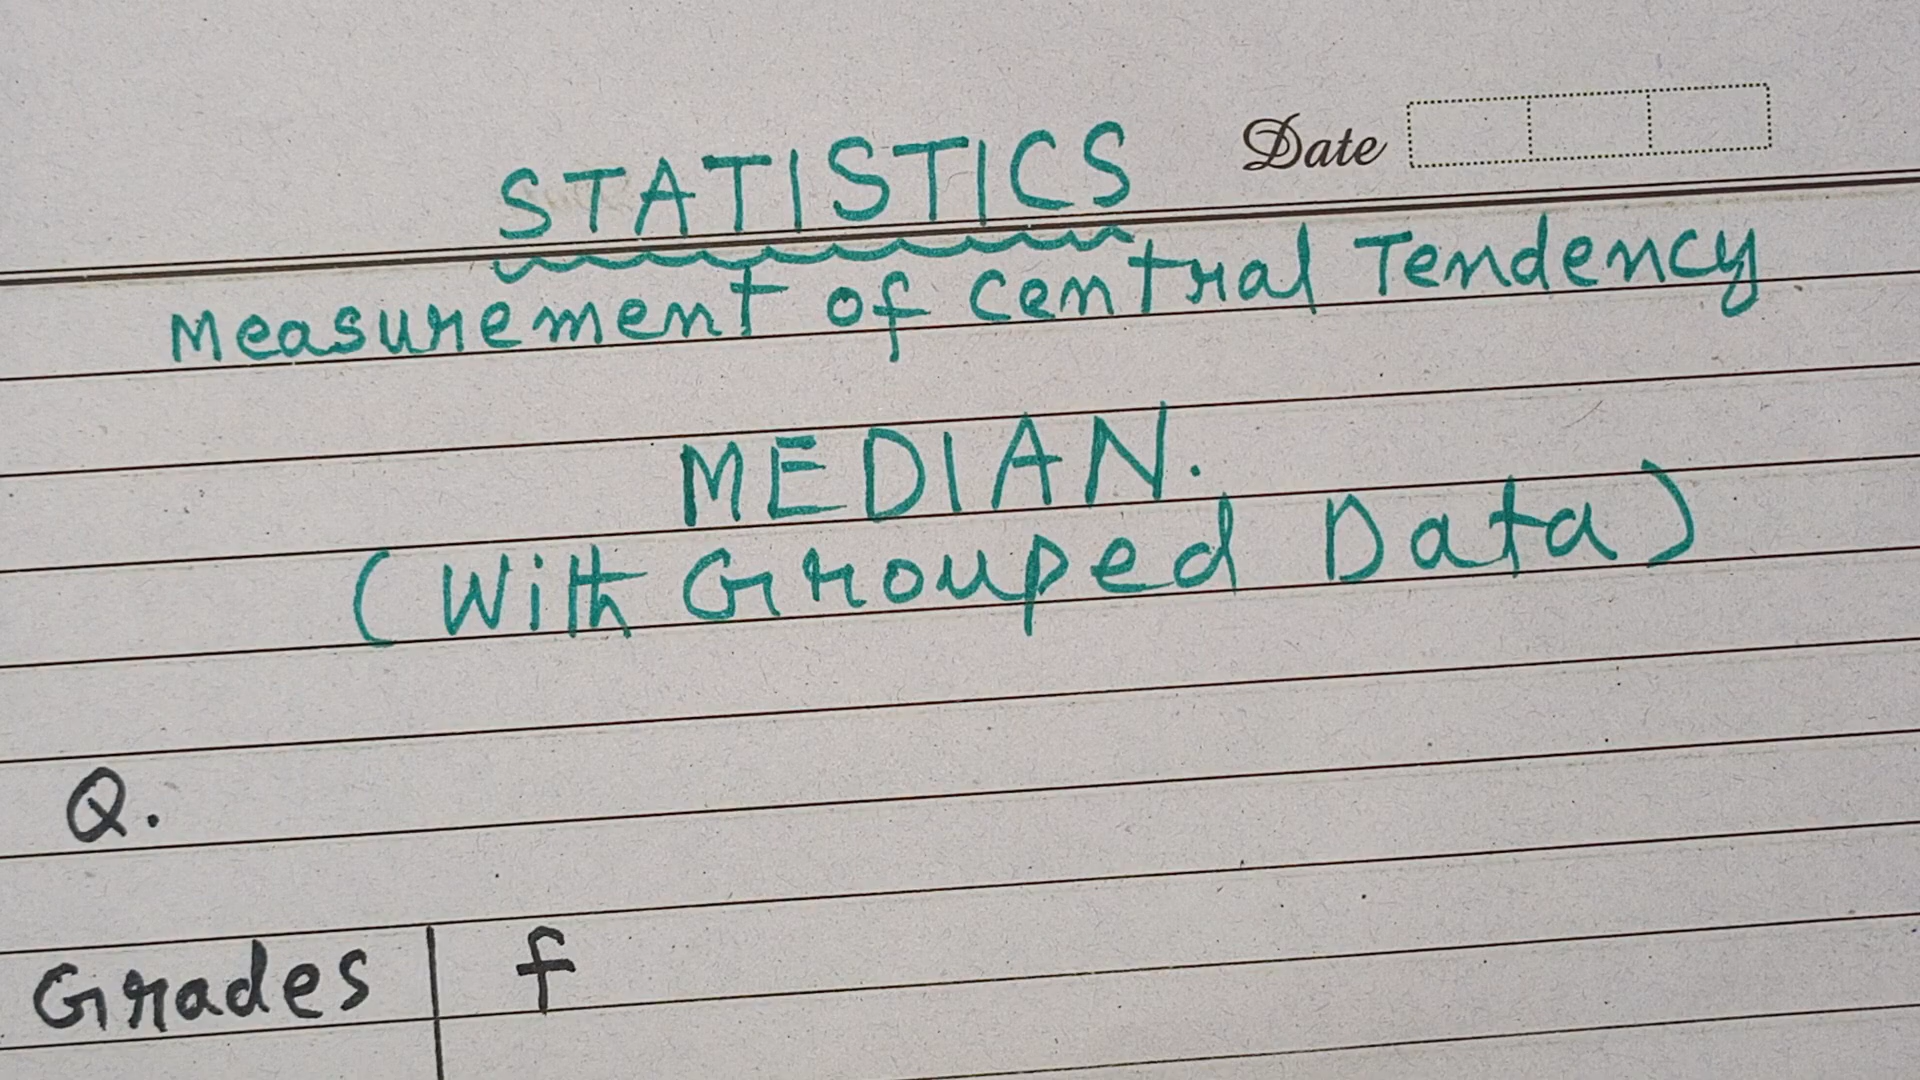 Date
STATISTICS
Measurement of Central Tendency
MEDIAN.
(With Grouped Data)
Q.
Grades f